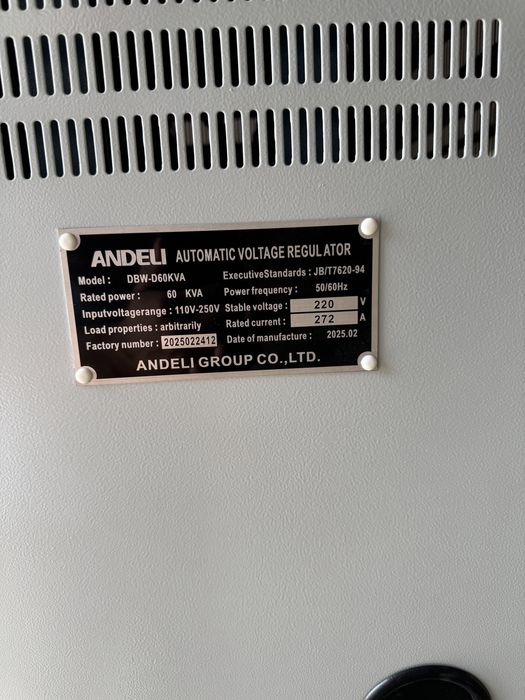 ANDELI AUTOMATIC VOLTAGE REGULATOR
Model : DBW-D60KVA ExecutiveStandards : JB/T7620-94
Rated power : 60 KVA Power frequency : 50/60Hz
Inputvoltagerange : 110V-250V Stable voltage : 220 V
Load properties : arbitrarily Rated current : 272 A
Factory number : 2025022412 Date of manufacture : 2025.02
ANDELI GROUP CO.,LTD.